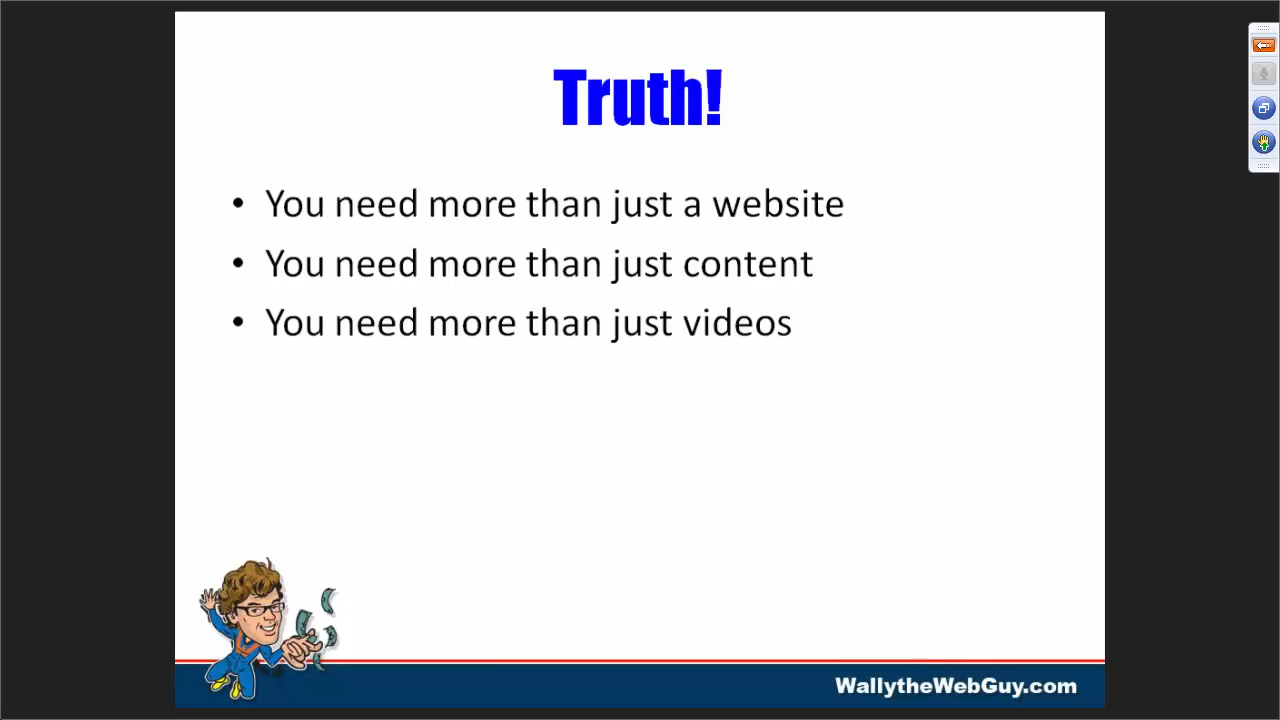 Truth!
• You need more than just a website
• You need more than just content
• You need more than just videos
WallytheWebGuy.com